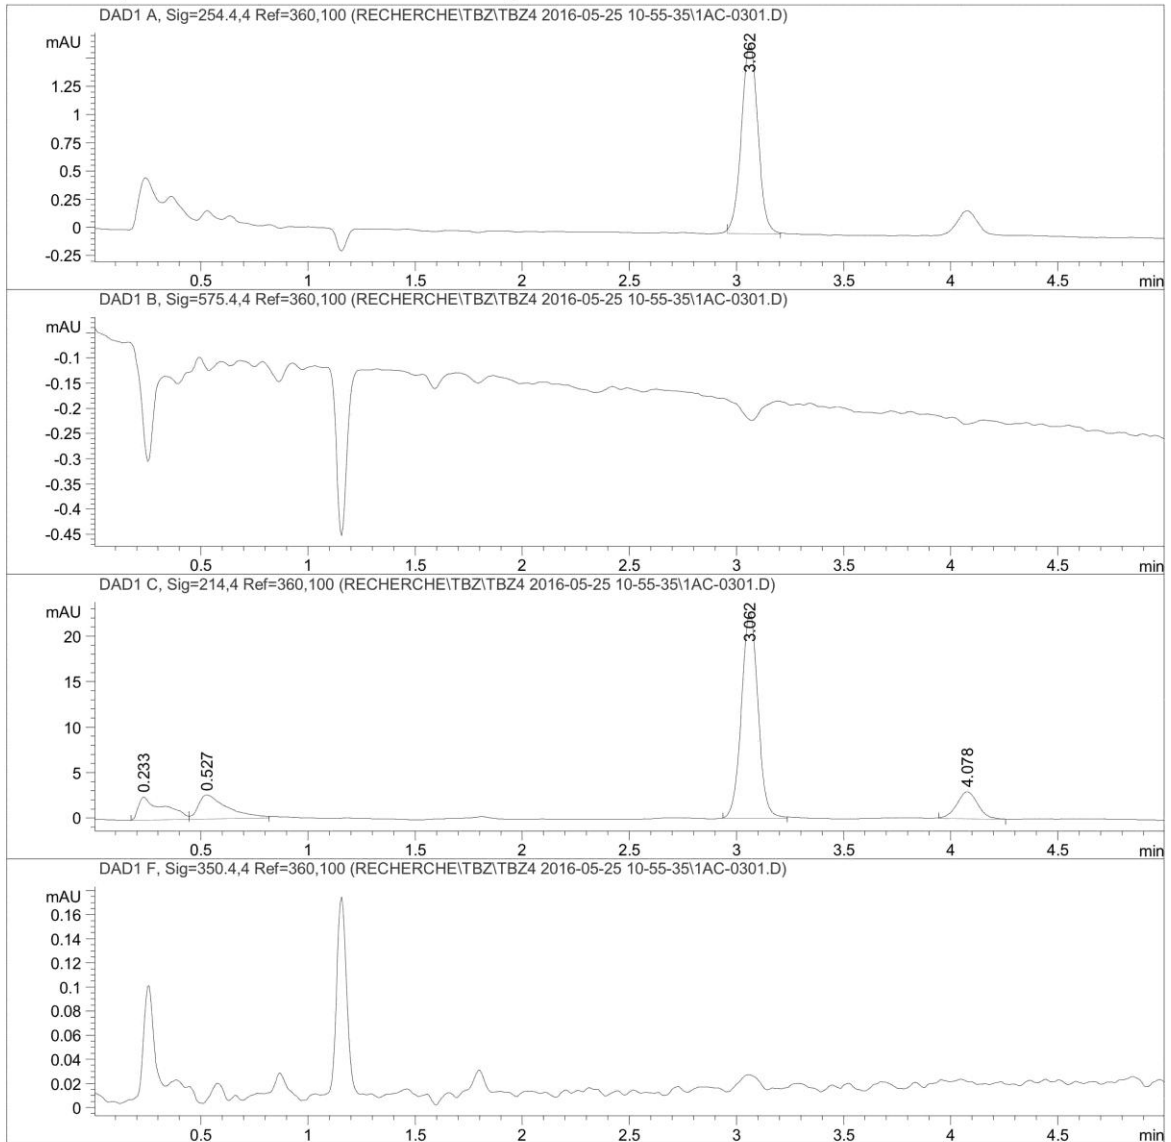 DAD1 A, Sig=254.4,4 Ref=360,100 (RECHERCHE\TBZ\TBZ4 2016-05-25 10-55-35\1AC-0301.D)
mAU
3.062
1.25
1
0.75
0.5
0.25
0
-0.25
0.5 1 1.5 2 2.5 3 3.5 4 4.5 min
DAD1 B, Sig=575.4,4 Ref=360,100 (RECHERCHE\TBZ\TBZ4 2016-05-25 10-55-35\1AC-0301.D)
mAU
-0.1
-0.15
-0.2
-0.25
-0.3
-0.35
-0.4
-0.45
0.5 1 1.5 2 2.5 3 3.5 4 4.5 min
DAD1 C, Sig=214,4 Ref=360,100 (RECHERCHE\TBZ\TBZ4 2016-05-25 10-55-35\1AC-0301.D)
mAU
3.062
20
15
10
0.233 0.527 4.078
5
0
0.5 1 1.5 2 2.5 3 3.5 4 4.5 min
DAD1 F, Sig=350.4,4 Ref=360,100 (RECHERCHE\TBZ\TBZ4 2016-05-25 10-55-35\1AC-0301.D)
mAU
0.16
0.14
0.12
0.1
0.08
0.06
0.04
0.02
0
0.5 1 1.5 2 2.5 3 3.5 4 4.5 min